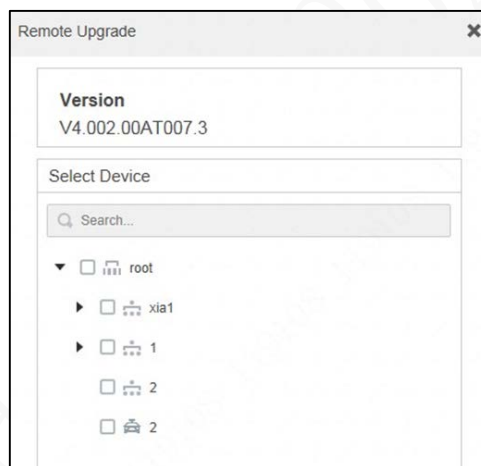 Remote Upgrade
Version
V4.002.00AT007.3
Select Device
Search...
root
xia1
1
2
2